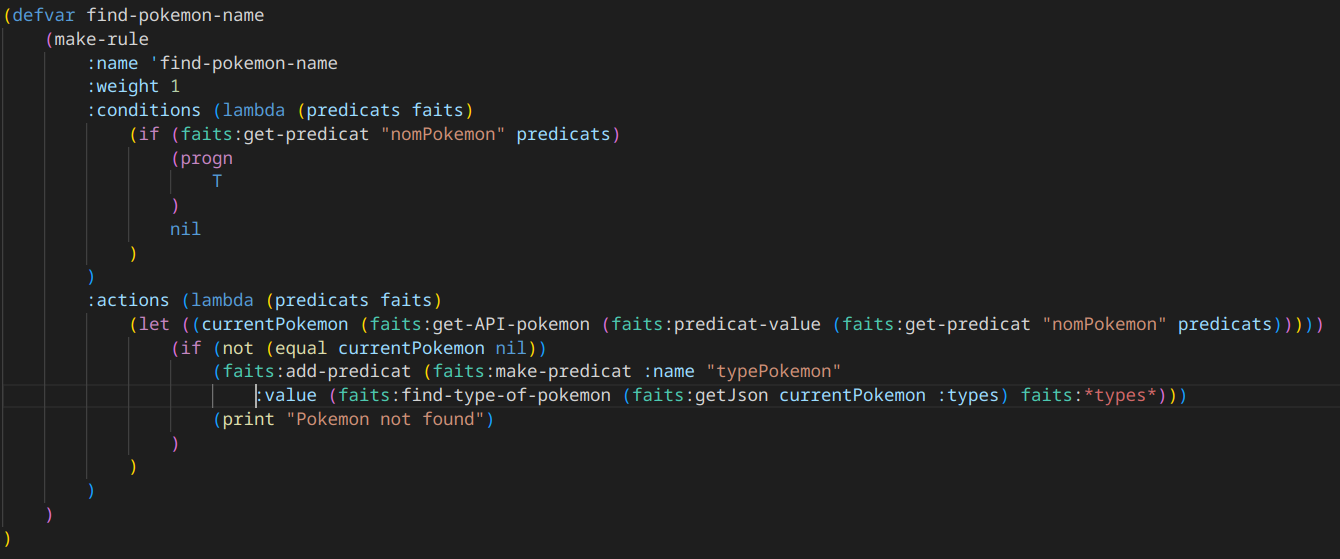 (defvar find-pokemon-name
    (make-rule
        :name 'find-pokemon-name
        :weight 1
        :conditions (lambda (predicats faits)
            (if (faits:get-predicat "nomPokemon" predicats)
                (progn
                    T
                )
                nil
            )
        )
        :actions (lambda (predicats faits)
            (let ((currentPokemon (faits:get-API-pokemon (faits:predicat-value (faits:get-predicat "nomPokemon" predicats)))))
                (if (not (equal currentPokemon nil))
                    (faits:add-predicat (faits:make-predicat :name "typePokemon"
                        :value (faits:find-type-of-pokemon (faits:getJson currentPokemon :types) faits:*types*)))
                    (print "Pokemon not found")
                )
            )
        )
    )
)